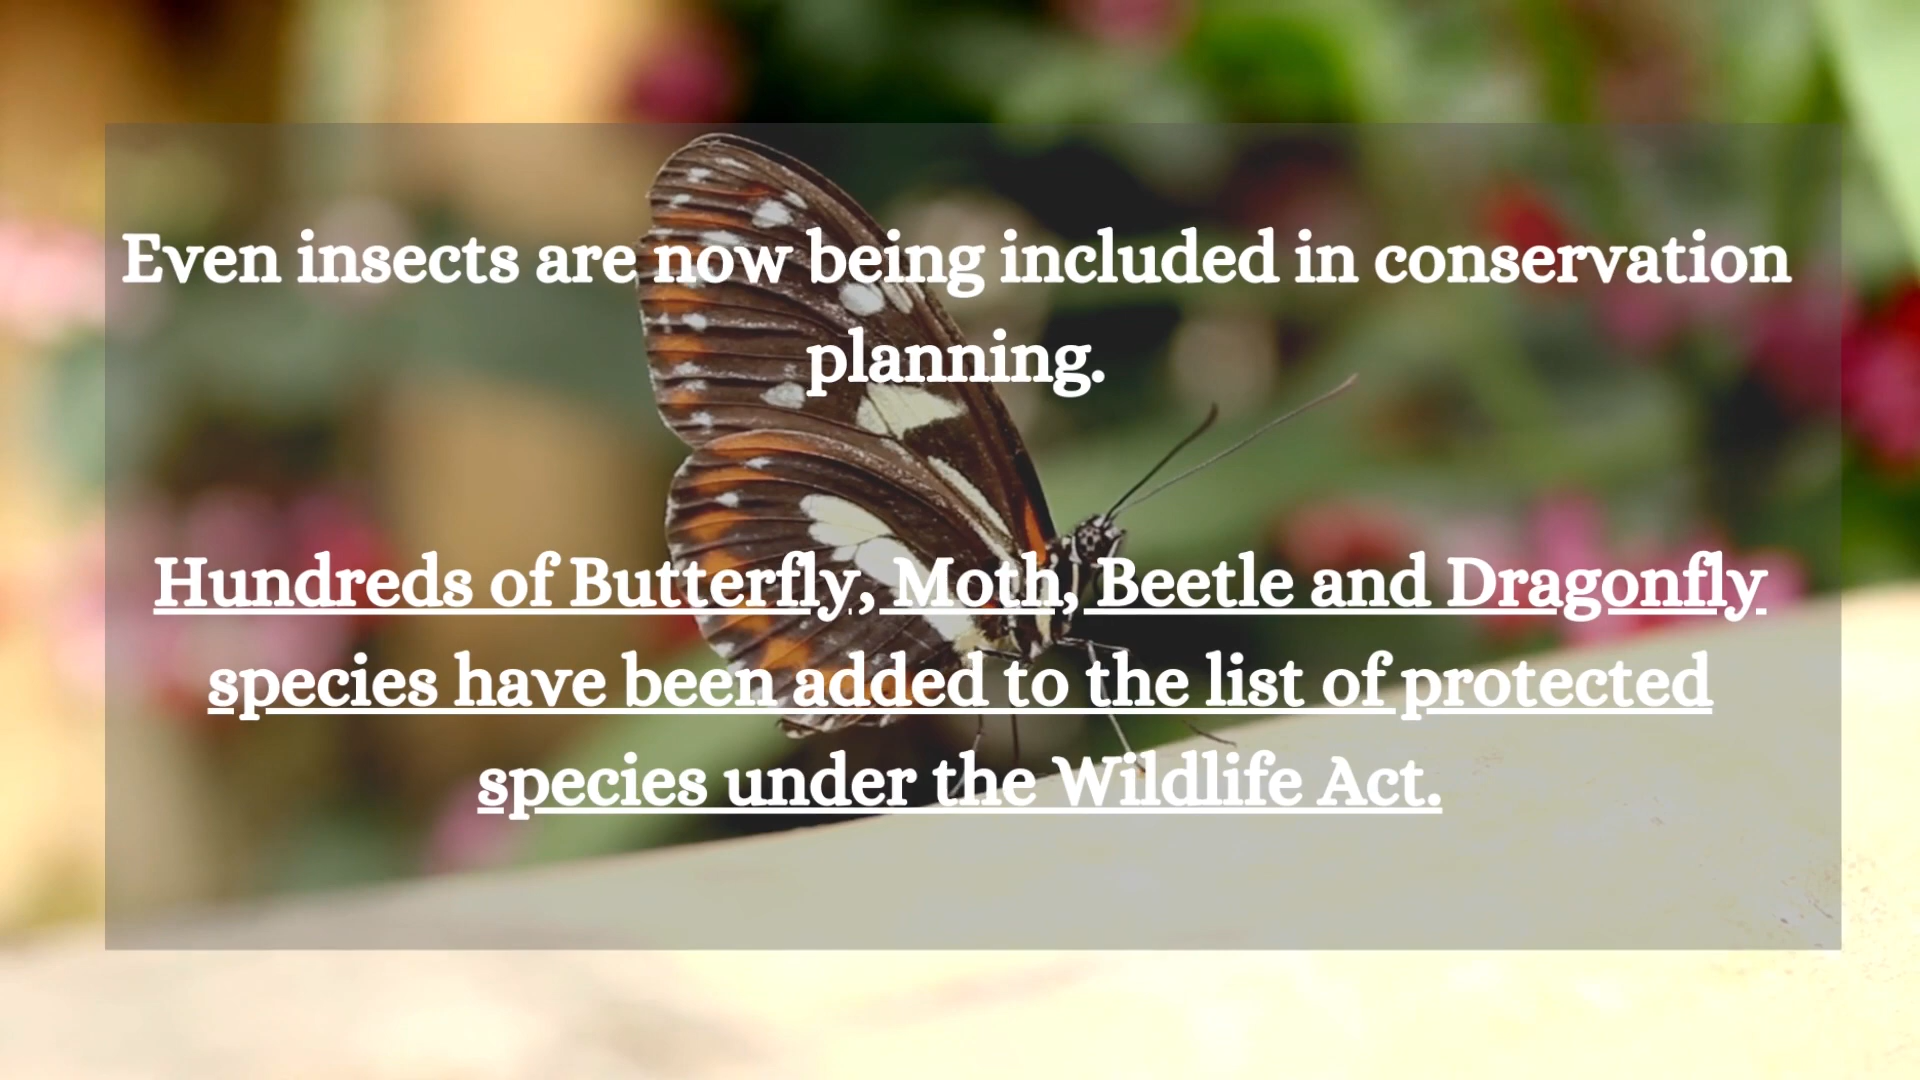 Even insects are now being included in conservation
planning.
Hundreds of Butterfly, Moth, Beetle and Dragonfly
species have been added to the list of protected
species under the Wildlife Act.